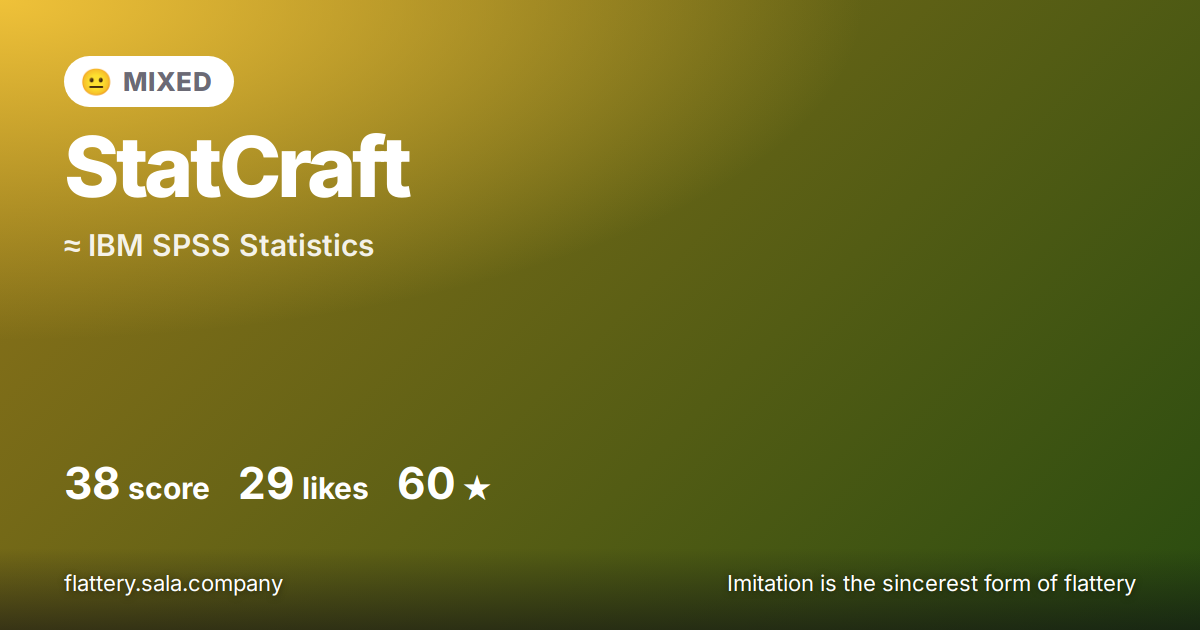 😐 MIXED
StatCraft
≈ IBM SPSS Statistics
38 score 29 likes 60 ★
flattery.sala.company
Imitation is the sincerest form of flattery